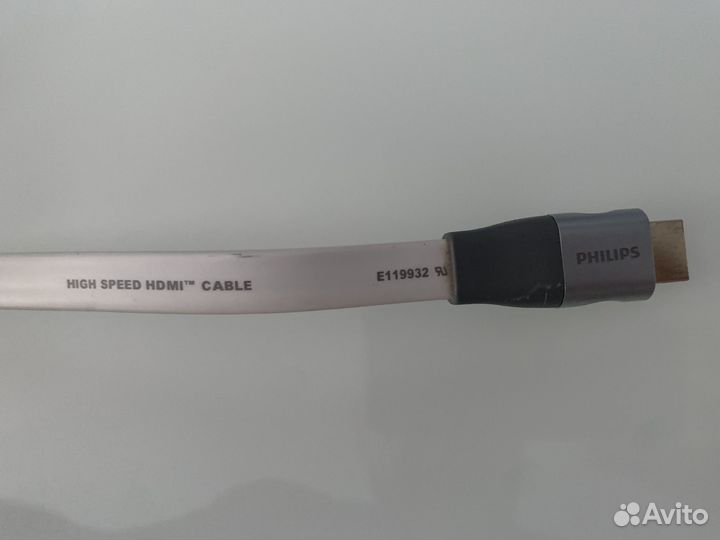 HIGH SPEED HDMI™ CABLE
E119932
PHILIPS
Avito